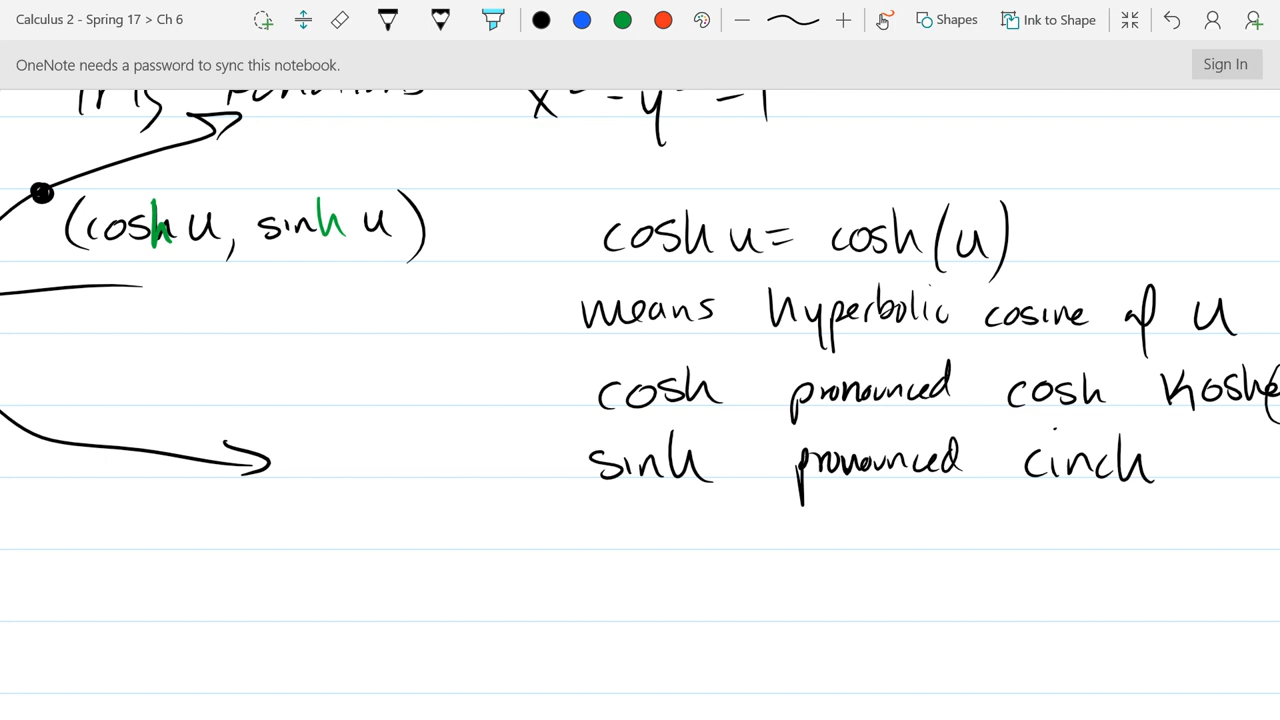 Calculus 2 - Spring 17 > Ch 6
Shapes
Ink to Shape
OneNote needs a password to sync this notebook.
Sign In
(cosh u, sinh u)
cosh u = cosh(u)
means hyperbolic cosine of u
cosh pronounced cosh
sinh pronounced cinch